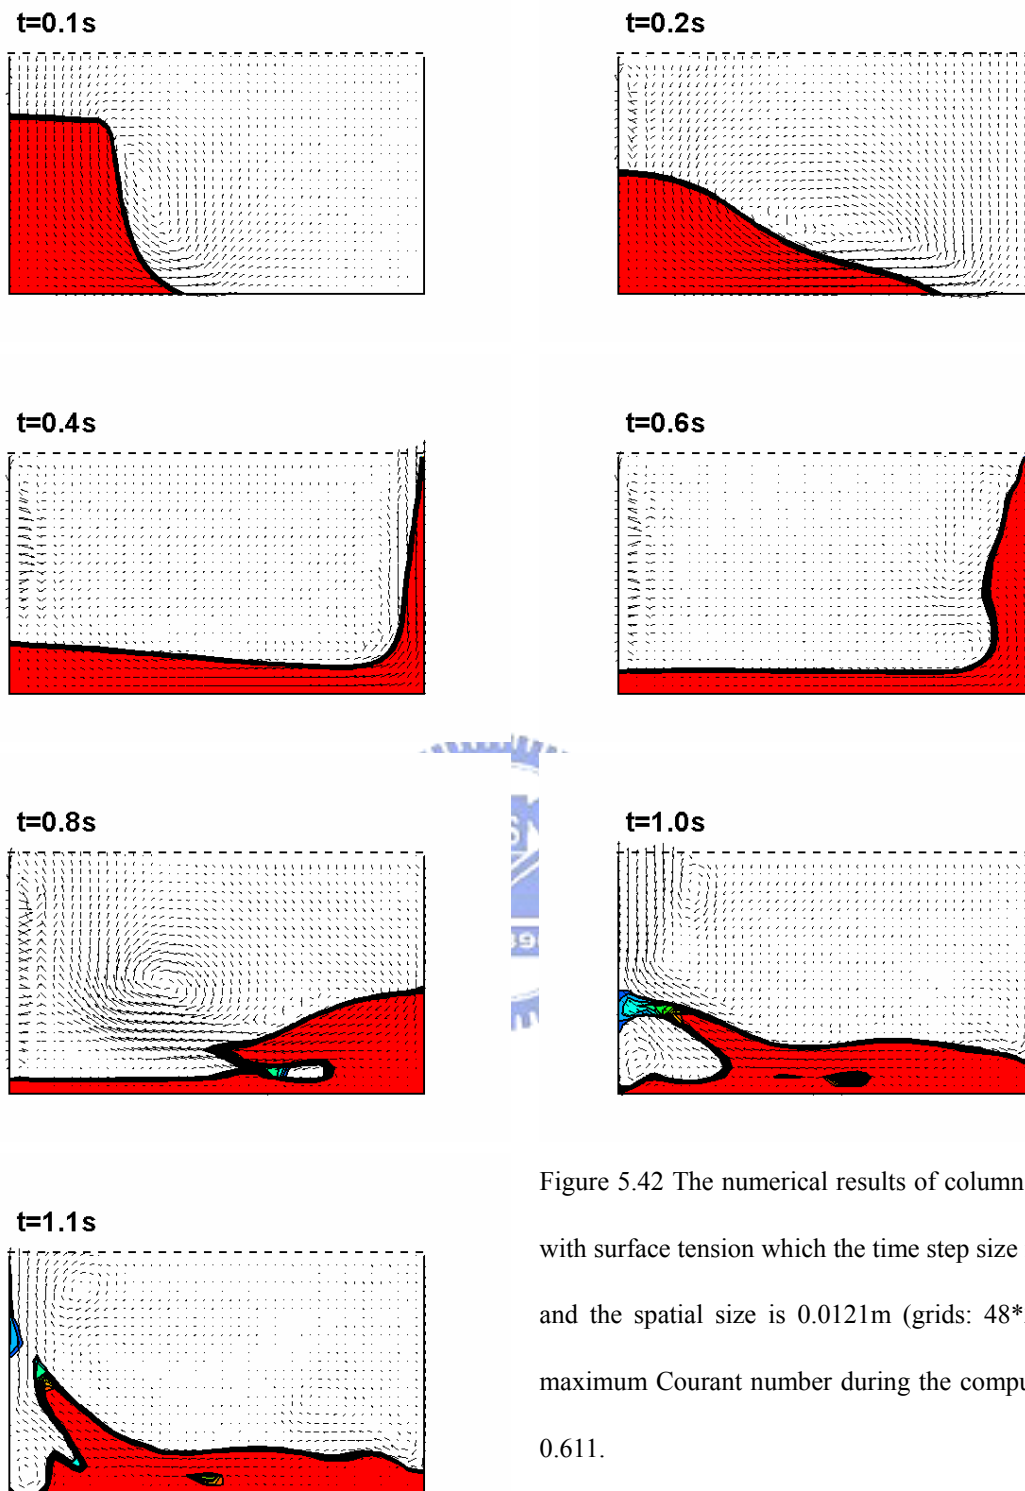 t=0.1s
t=0.2s
t=0.4s
t=0.6s
t=0.8s
t=1.0s
t=1.1s
Figure 5.42 The numerical results of column
with surface tension which the time step size
and the spatial size is 0.0121m (grids: 48*
maximum Courant number during the
0.611.